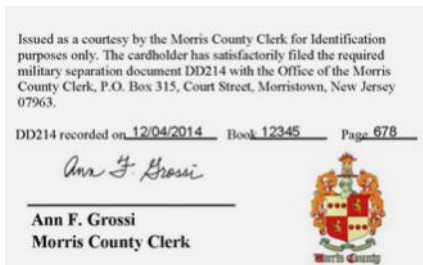 Issued as a courtesy by the Morris County Clerk for Identification
purposes only. The cardholder has satisfactorily filed the required
military separation document DD214 with the Office of the Morris
County Clerk, P.O. Box 315, Court Street, Morristown, New Jersey
07963.
DD214 recorded on 12/04/2014 Book 12345 Page 678
Ann F. Grossi
Ann F. Grossi
Morris County Clerk
Morris County